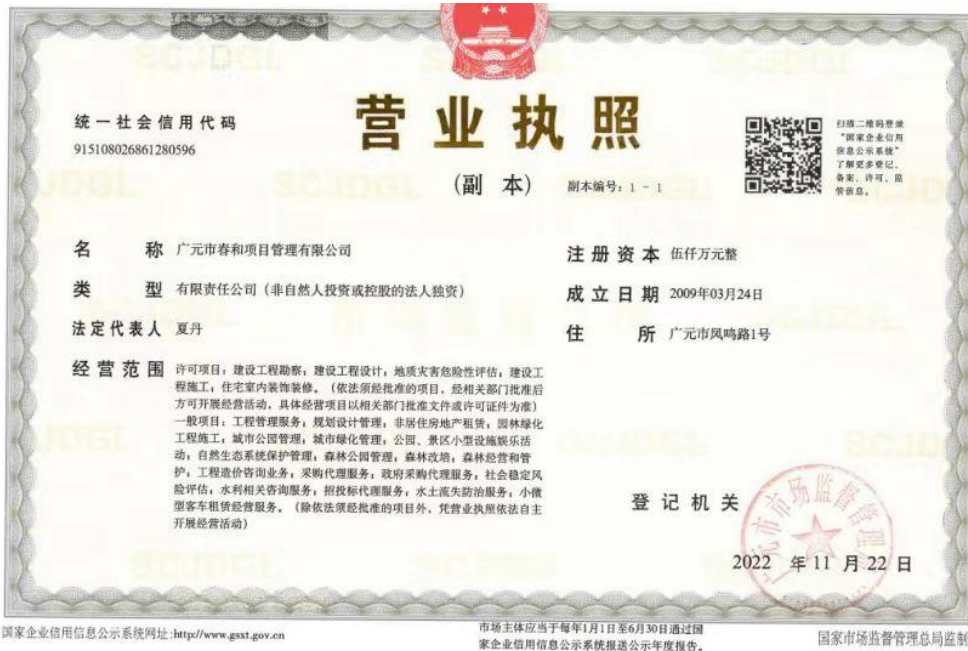 统一社会信用代码
915108026861280596
营业执照
(副 本)
副本编号：1 - 1
扫描二维码登录
“国家企业信用
信息公示系统”
了解更多登记、
备案、许可、监
管信息。
名 称 广元市春和项目管理有限公司
类 型 有限责任公司（非自然人投资或控股的法人独资）
法定代表人 夏丹
经营范围 许可项目：建设工程勘察；建设工程设计；地质灾害危险性评估；建设工
程施工；住宅室内装饰装修。（依法须经批准的项目，经相关部门批准后
方可开展经营活动，具体经营项目以相关部门批准文件或许可证件为准）
一般项目：工程管理服务；规划设计管理；非居住房地产租赁；园林绿化
工程施工；城市公园管理；城市绿化管理；公园、景区小型设施娱乐活
动；自然生态系统保护管理；森林公园管理；森林改培；森林经营和管
护；工程造价咨询业务；采购代理服务；政府采购代理服务；社会稳定风
险评估；水利相关咨询服务；招投标代理服务；水土流失防治服务；小微
型客车租赁经营服务。（除依法须经批准的项目外，凭营业执照依法自主
开展经营活动）
注册资本 伍仟万元整
成立日期 2009年03月24日
住 所 广元市凤鸣路1号
登记机关
广元市市场监督管理局
2022 年 11 月 22 日
国家企业信用信息公示系统网址:http://www.gsxt.gov.cn
市场主体应当于每年1月1日至6月30日通过国
家企业信用信息公示系统报送公示年度报告。
国家市场监督管理总局监制